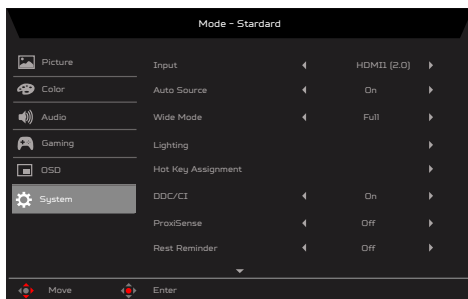 Mode - Stardard
Picture
Input HDMI1 (2.0)
Color
Auto Source On
Audio
Wide Mode Full
Gaming
Lighting
OSD
Hot Key Assignment
System
DDC/CI On
ProxiSense Off
Rest Reminder Off
Move Enter